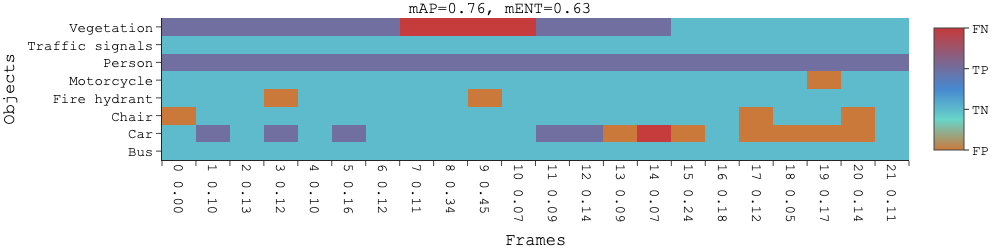 mAP=0.76, mENT=0.63
Objects
Vegetation
Traffic signals
Person
Motorcycle
Fire hydrant
Chair
Car
Bus
FN
TP
TN
FP
0 0.00
1 0.10
2 0.13
3 0.12
4 0.10
5 0.16
6 0.12
7 0.11
8 0.34
9 0.45
10 0.07
11 0.09
12 0.14
13 0.09
14 0.07
15 0.24
16 0.18
17 0.12
18 0.05
19 0.17
20 0.14
21 0.11
Frames